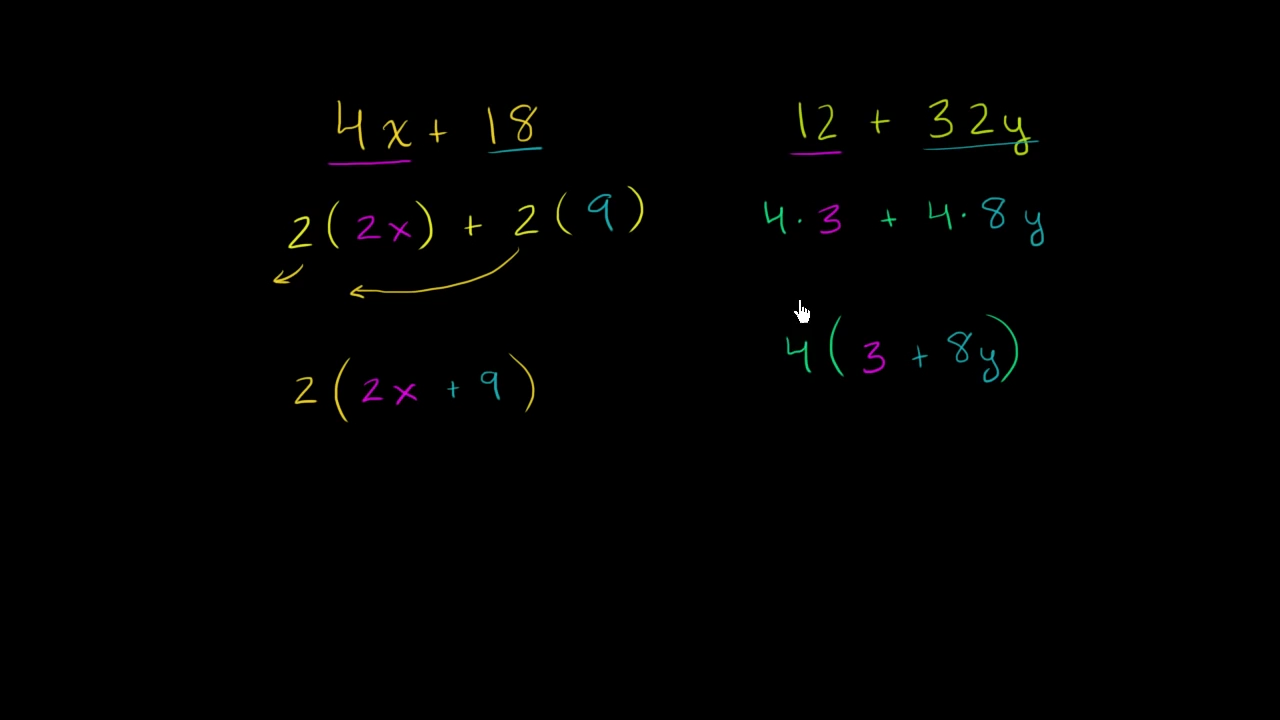 4x + 18
2(2x) + 2(9)
2(2x + 9)
12 + 32y
4·3 + 4·8y
4(3 + 8y)